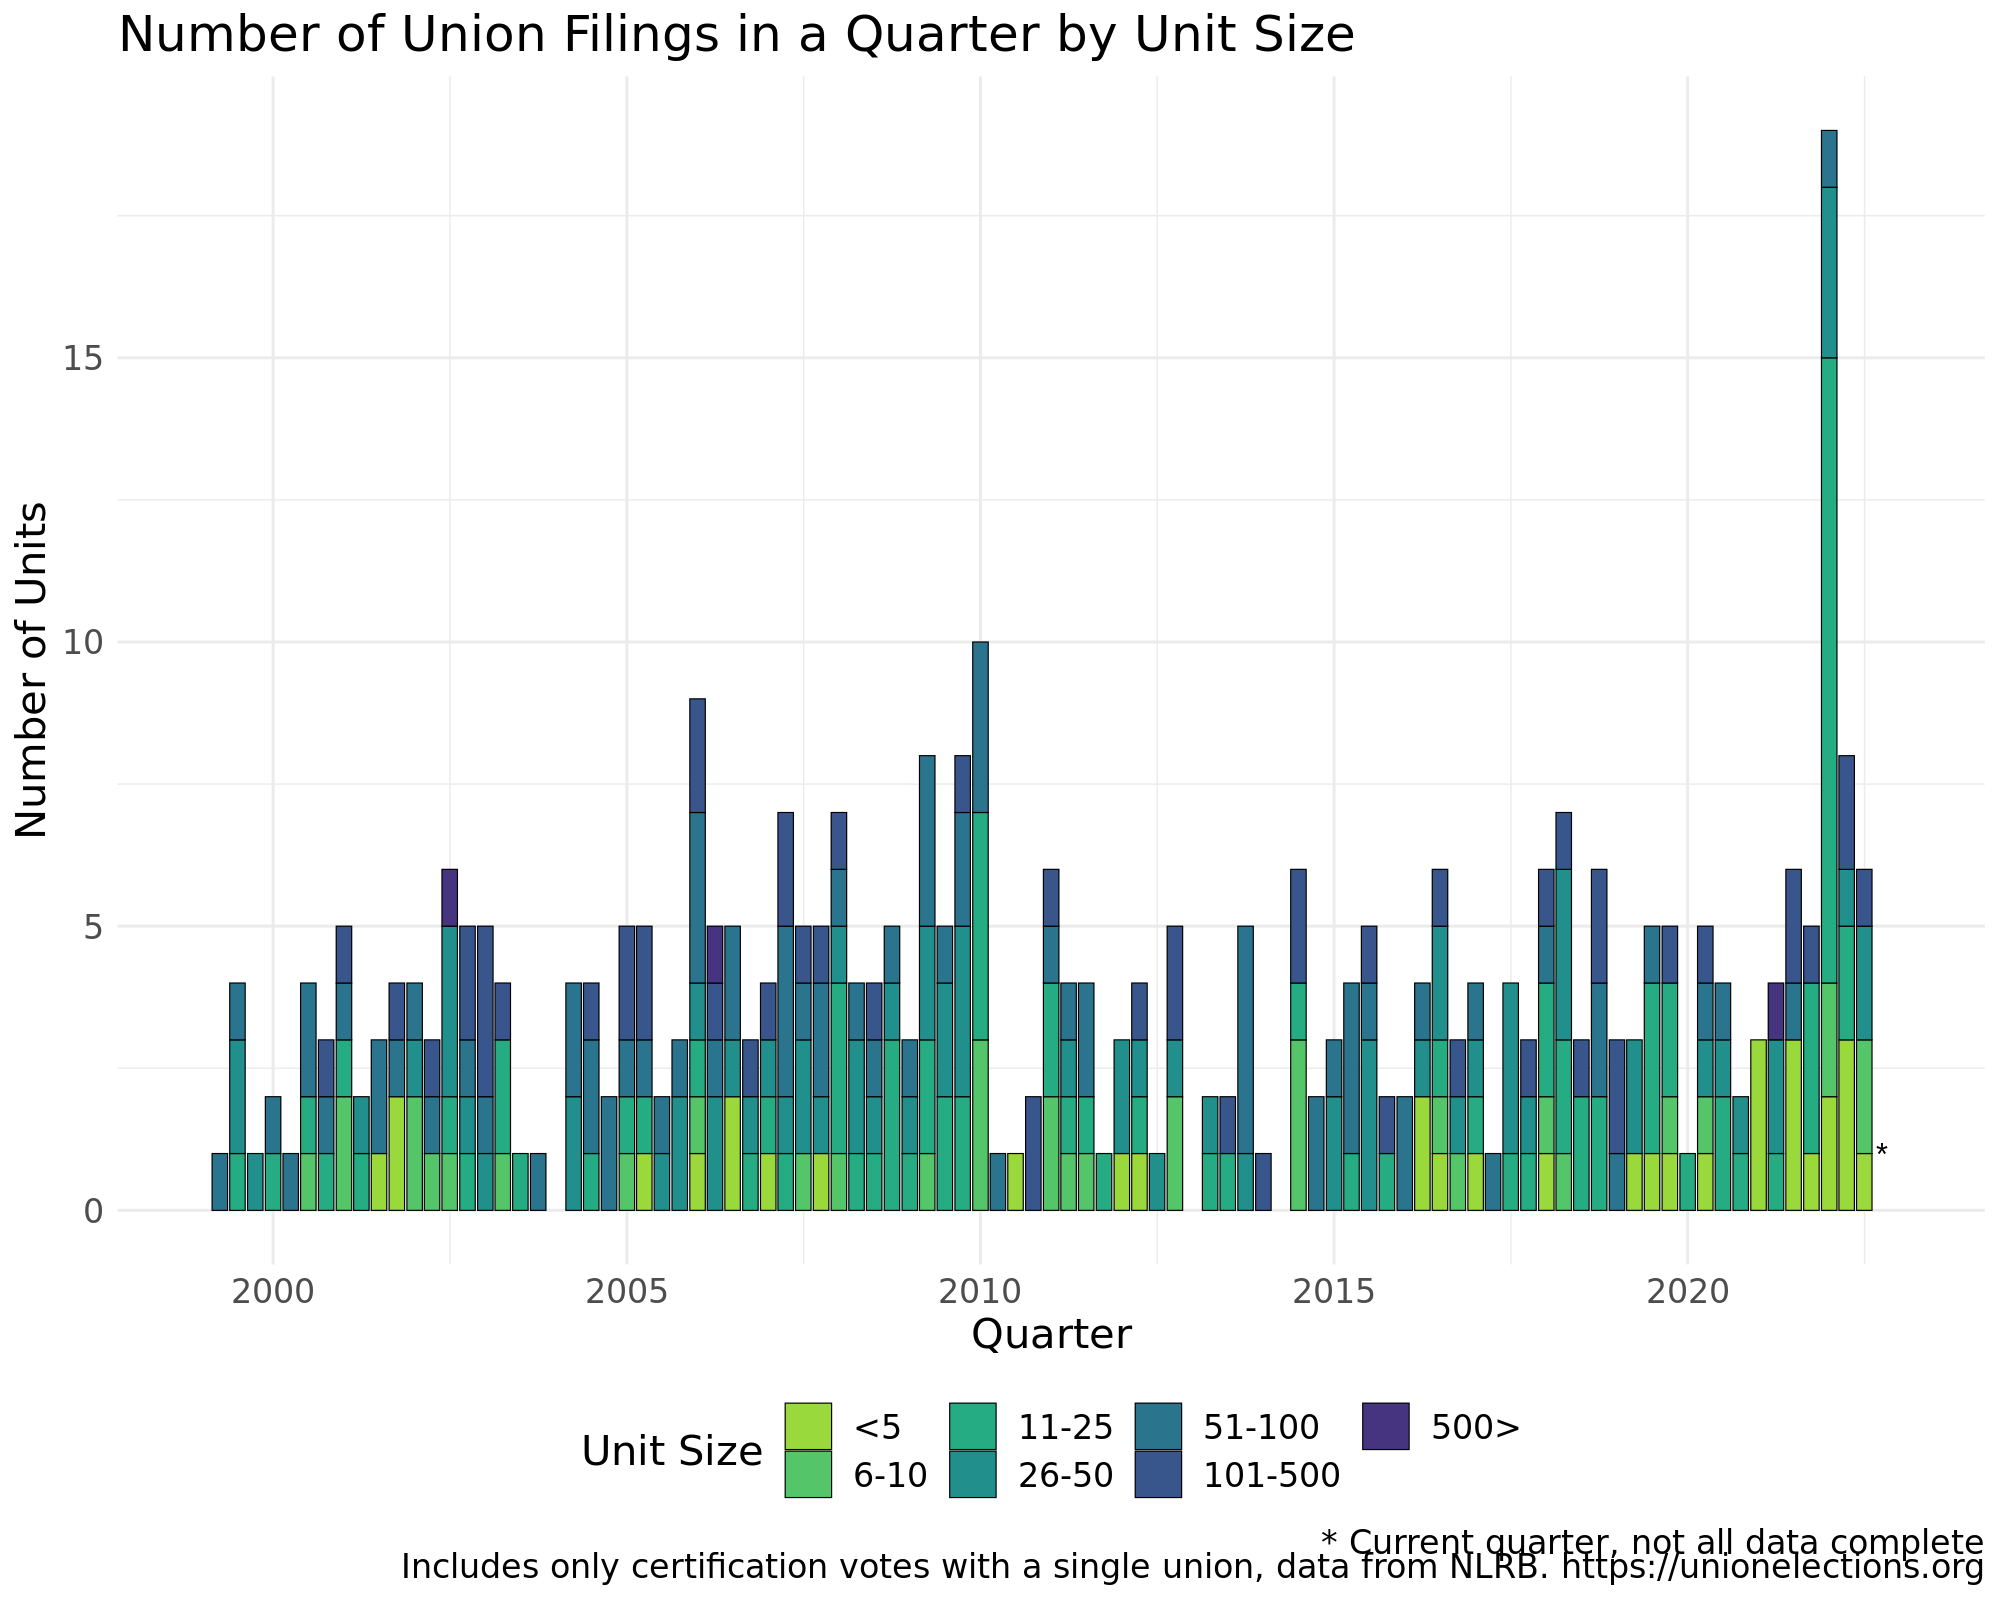 Number of Union Filings in a Quarter by Unit Size
Number of Units
15
10
5
0
*
2000 2005 2010 2015 2020
Quarter
Unit Size
<5 11-25 51-100 500>
6-10 26-50 101-500
* Current quarter, not all data complete
Includes only certification votes with a single union, data from NLRB. https://unionelections.org